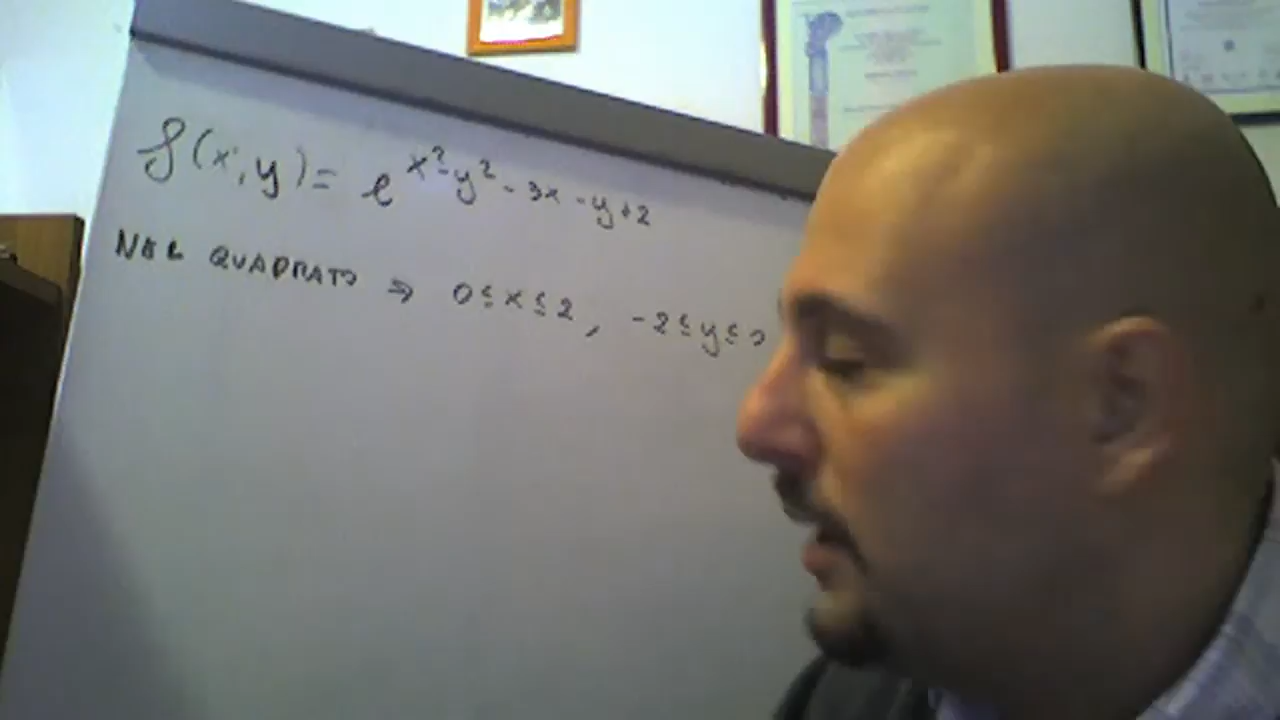 f(x,y) = e^{x²-y²-3x-y+2}
NEL QUADRATO ⇒ 0≤x≤2, -2≤y≤0